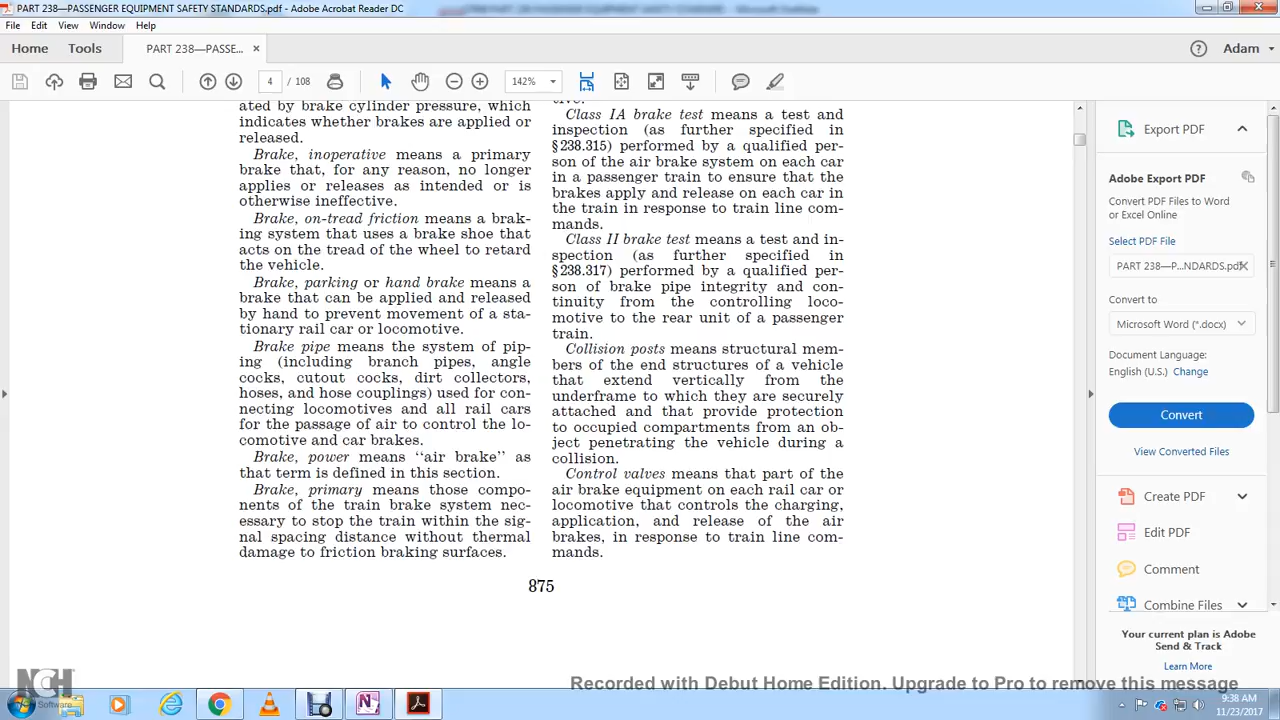 PART 238—PASSENGER EQUIPMENT SAFETY STANDARDS.pdf - Adobe Acrobat Reader DC
File Edit View Window Help
Home Tools PART 238—PASSE... × Adam
4 / 108 142%
ated by brake cylinder pressure, which
indicates whether brakes are applied or
released.
Brake, inoperative means a primary
brake that, for any reason, no longer
applies or releases as intended or is
otherwise ineffective.
Brake, on-tread friction means a brak-
ing system that uses a brake shoe that
acts on the tread of the wheel to retard
the vehicle.
Brake, parking or hand brake means a
brake that can be applied and released
by hand to prevent movement of a sta-
tionary rail car or locomotive.
Brake pipe means the system of pip-
ing (including branch pipes, angle
cocks, cutout cocks, dirt collectors,
hoses, and hose couplings) used for con-
necting locomotives and all rail cars
for the passage of air to control the lo-
comotive and car brakes.
Brake, power means ‘‘air brake’’ as
that term is defined in this section.
Brake, primary means those compo-
nents of the train brake system nec-
essary to stop the train within the sig-
nal spacing distance without thermal
damage to friction braking surfaces.
tive.
Class IA brake test means a test and
inspection (as further specified in
§238.315) performed by a qualified per-
son of the air brake system on each car
in a passenger train to ensure that the
brakes apply and release on each car in
the train in response to train line com-
mands.
Class II brake test means a test and in-
spection (as further specified in
§238.317) performed by a qualified per-
son of brake pipe integrity and con-
tinuity from the controlling loco-
motive to the rear unit of a passenger
train.
Collision posts means structural mem-
bers of the end structures of a vehicle
that extend vertically from the
underframe to which they are securely
attached and that provide protection
to occupied compartments from an ob-
ject penetrating the vehicle during a
collision.
Control valves means that part of the
air brake equipment on each rail car or
locomotive that controls the charging,
application, and release of the air
brakes, in response to train line com-
mands.
875
Export PDF
Adobe Export PDF
Convert PDF Files to Word
or Excel Online
Select PDF File
PART 238—P...NDARDS.pdf
Convert to
Microsoft Word (*.docx)
Document Language:
English (U.S.) Change
Convert
View Converted Files
Create PDF
Edit PDF
Comment
Combine Files
Your current plan is Adobe
Send & Track
Learn More
NCH
Software
Recorded with Debut Home Edition. Upgrade to Pro to remove this message
9:38 AM
11/23/2017